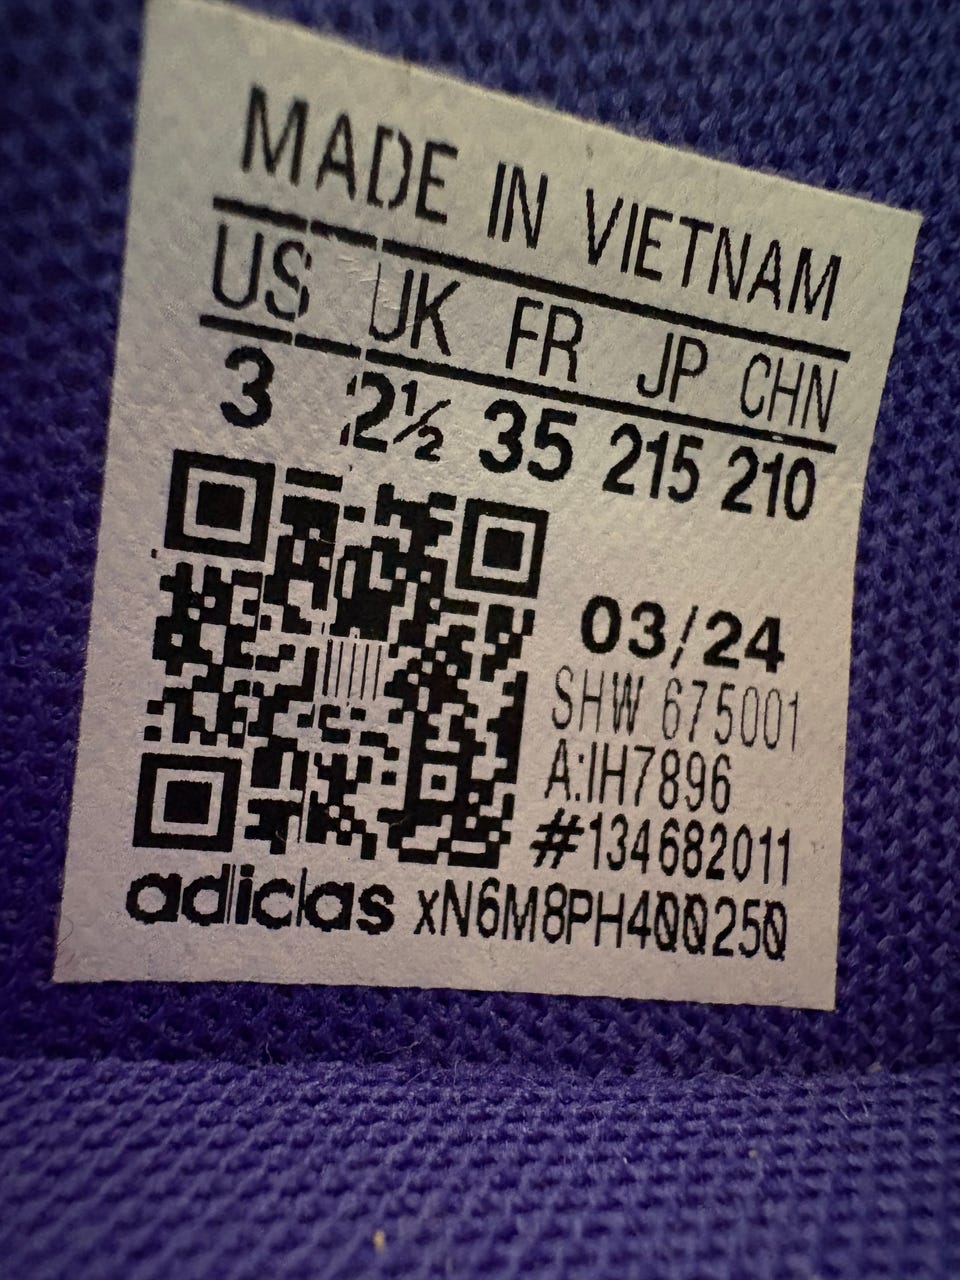 MADE IN VIETNAM
US UK FR JP CHN
3 2½ 35 215 210
03/24
SHW 675001
A:IH7896
#134682011
adidas xN6M8PH400250